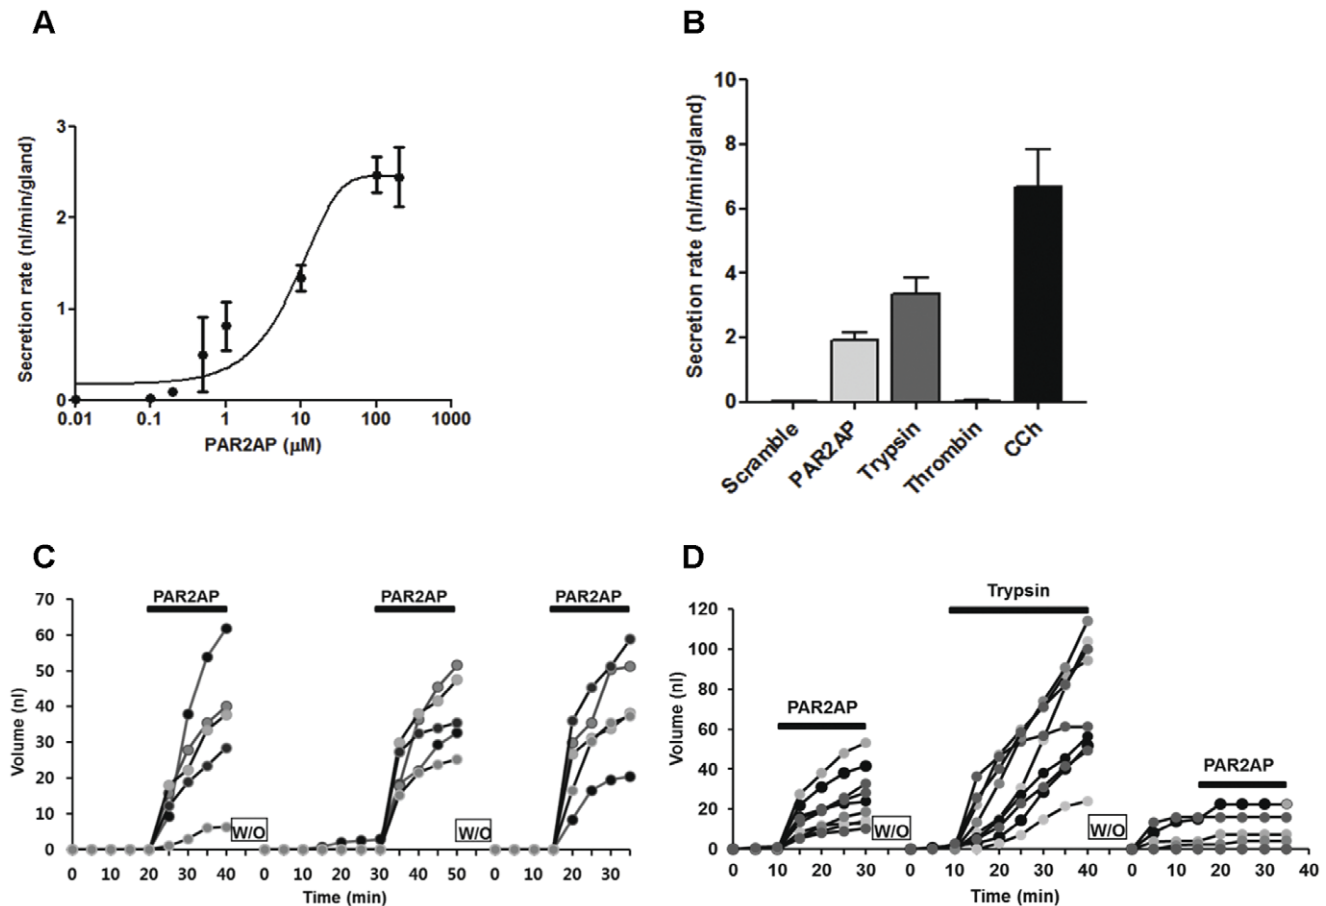 A
Secretion rate (nl/min/gland)
3
2
1
0
0.01 0.1 1 10 100 1000
PAR2AP (μM)
B
Secretion rate (nl/min/gland)
10
8
6
4
2
0
Scramble PAR2AP Trypsin Thrombin CCh
C
PAR2AP PAR2AP PAR2AP
Volume (nl)
70
60
50
40
30
20
10
0
W/O W/O
0 10 20 30 40 0 10 20 30 40 50 0 10 20 30
Time (min)
D
Trypsin
PAR2AP
PAR2AP
Volume (nl)
120
100
80
60
40
20
0
W/O W/O
0 10 20 30 0 10 20 30 40 0 10 20 30 40
Time (min)